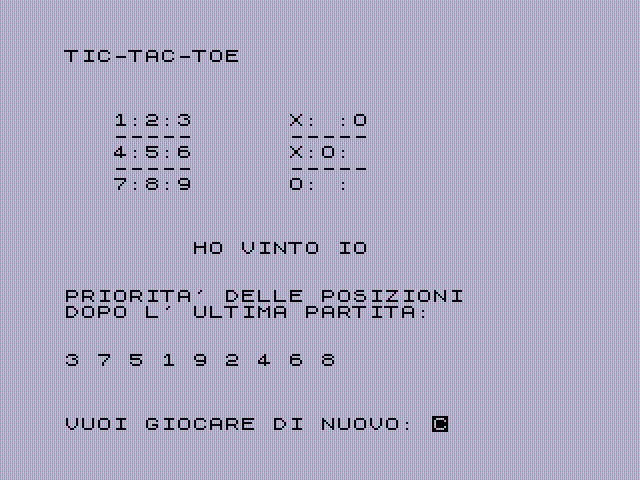 TIC-TAC-TOE
1:2:3 X: :O
----- -----
4:5:6 X:O:
----- -----
7:8:9 O: :
HO VINTO IO
PRIORITA' DELLE POSIZIONI
DOPO L' ULTIMA PARTITA:
3 7 5 1 9 2 4 6 8
VUOI GIOCARE DI NUOVO: C